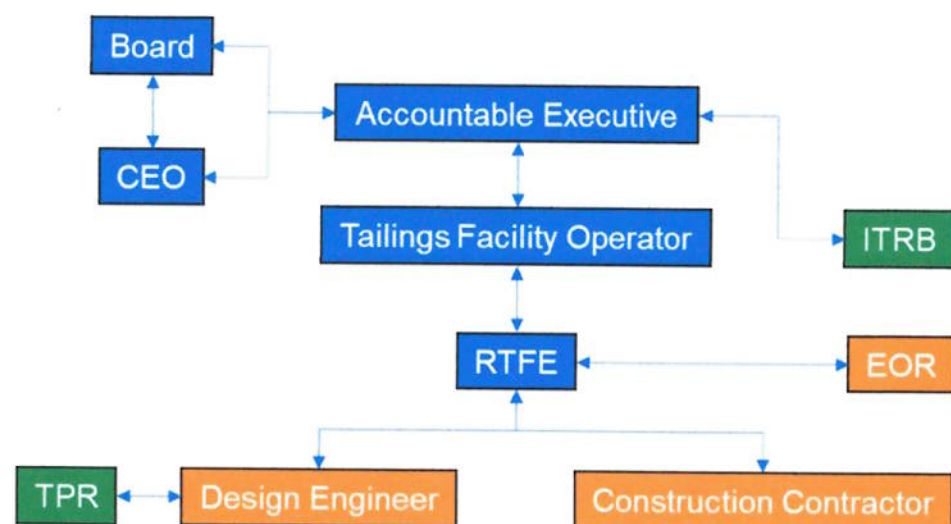 Board
Accountable Executive
CEO
Tailings Facility Operator
ITRB
RTFE
EOR
TPR
Design Engineer
Construction Contractor